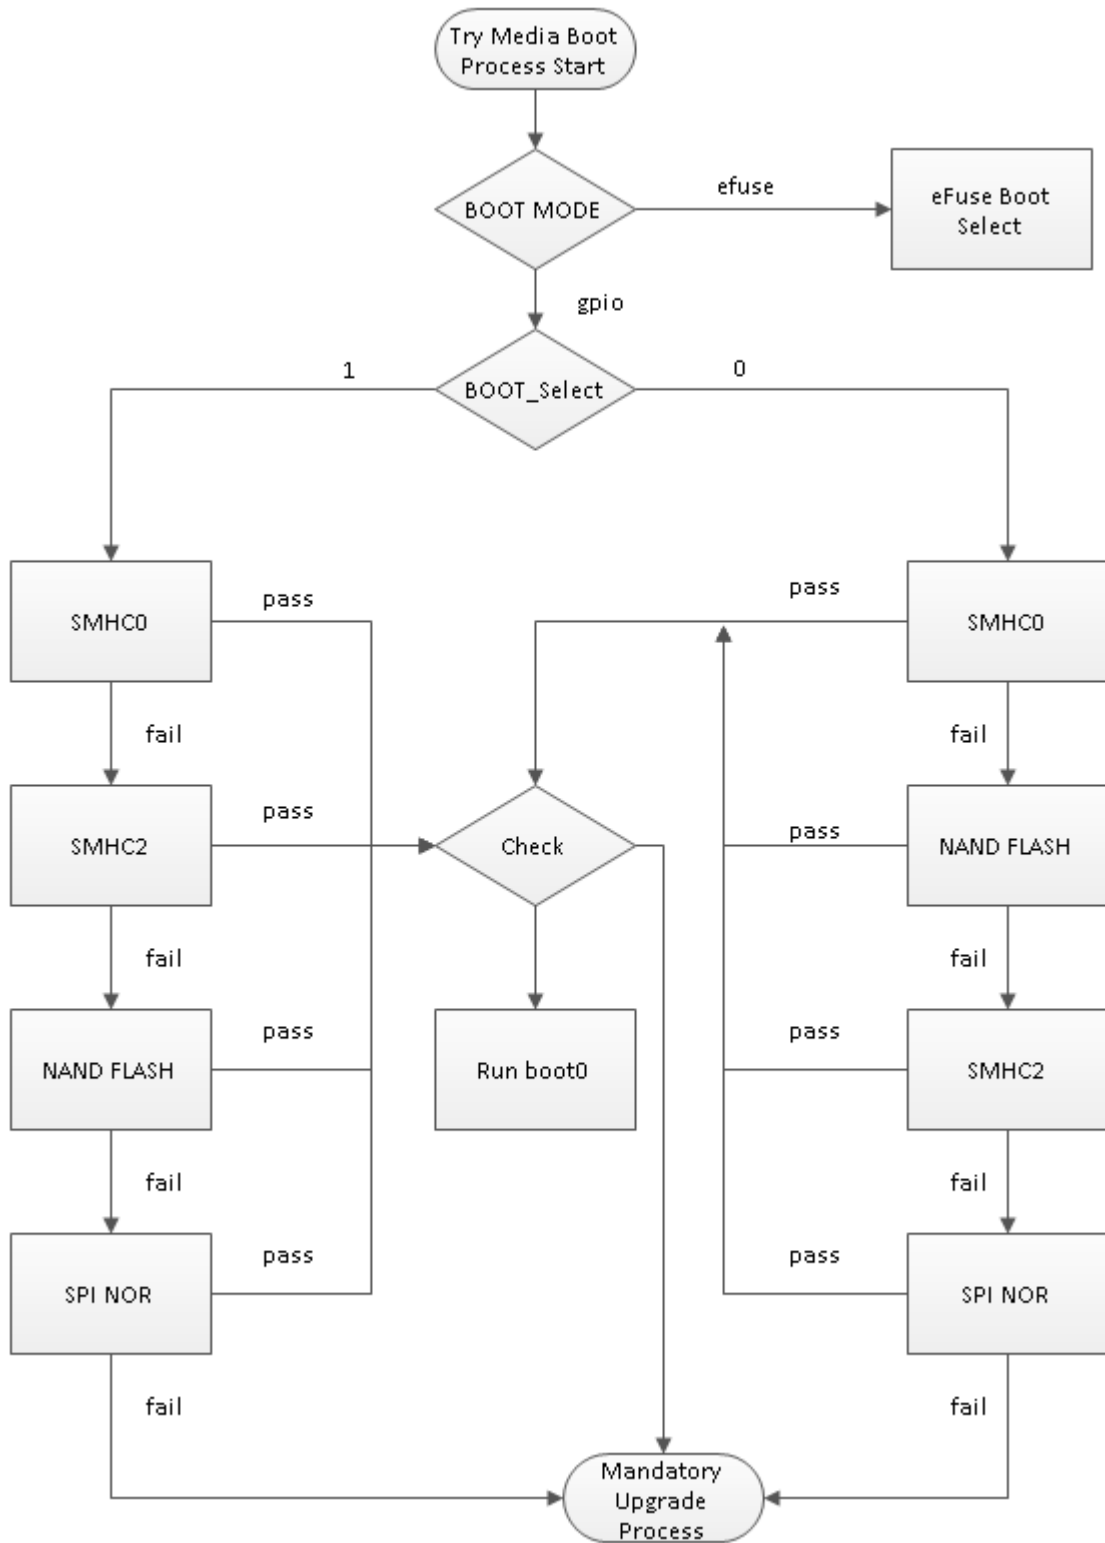 Try Media Boot
Process Start
BOOT MODE
efuse
eFuse Boot
Select
gpio
1
BOOT_Select
0
SMHC0
pass
pass
SMHC0
fail
fail
SMHC2
pass
Check
pass
NAND FLASH
fail
fail
NAND FLASH
pass
Run boot0
pass
SMHC2
fail
fail
SPI NOR
pass
pass
SPI NOR
fail
fail
Mandatory
Upgrade
Process